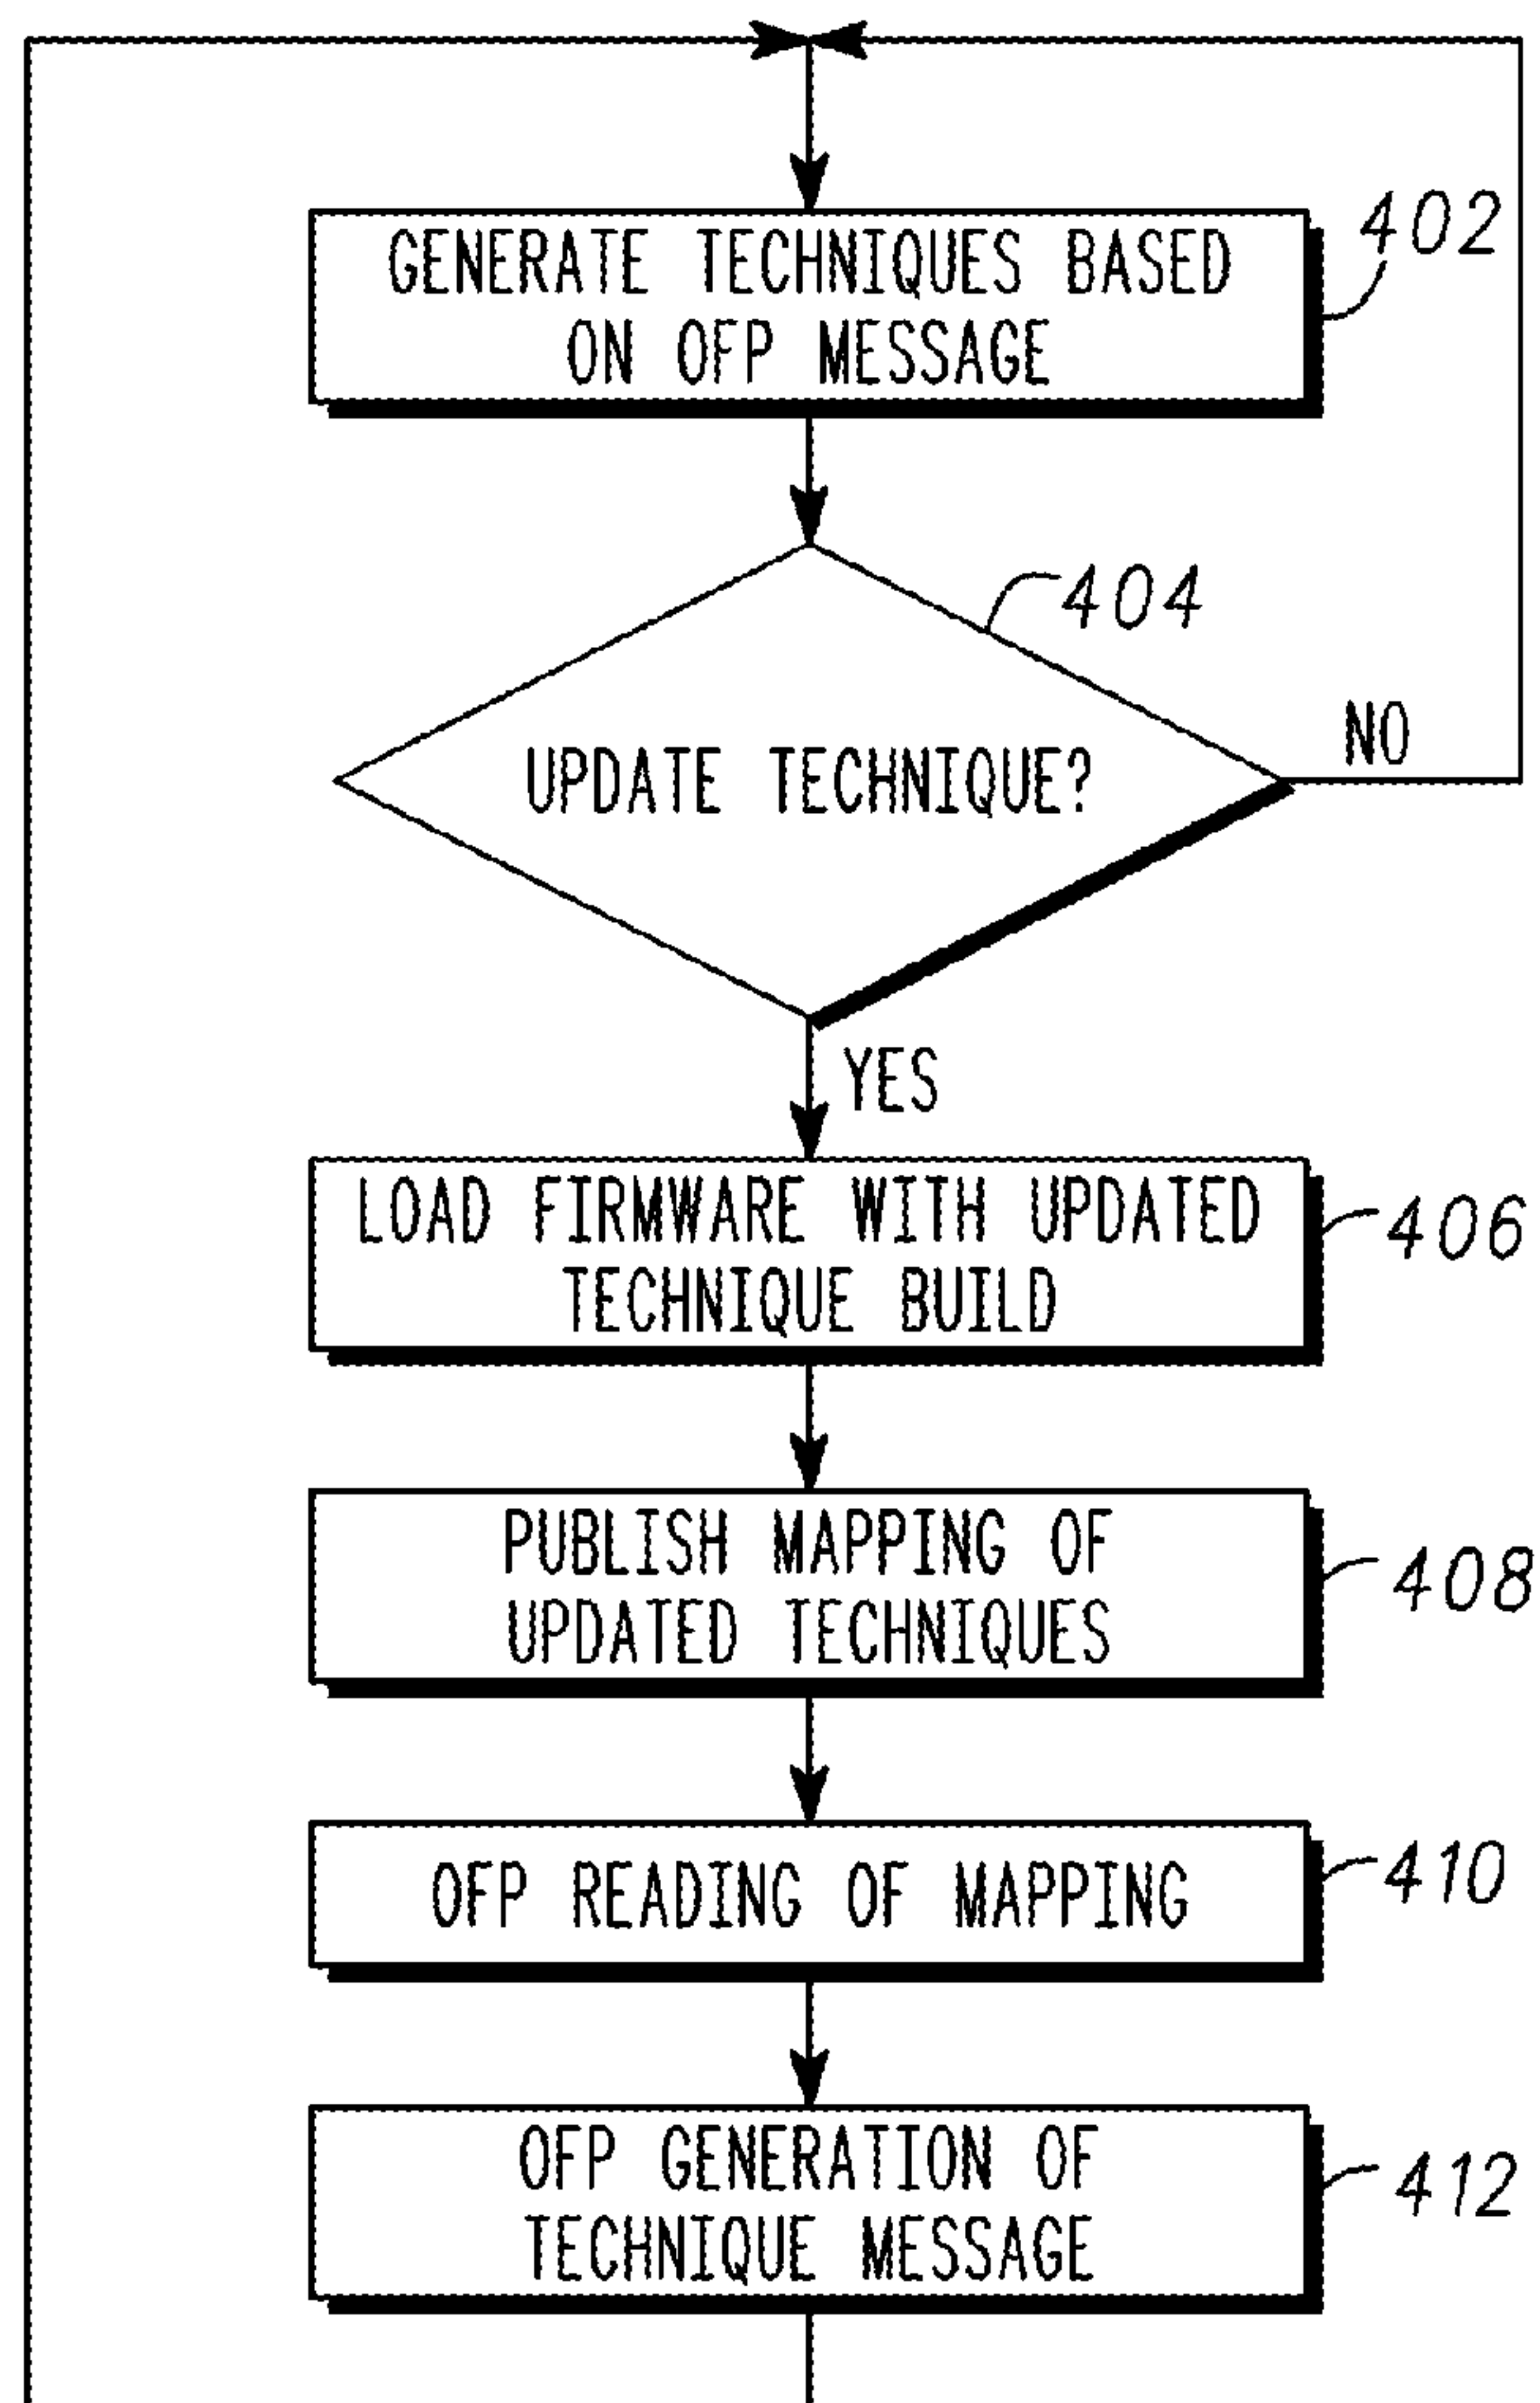 GENERATE TECHNIQUES BASED
ON OFP MESSAGE
402
404
UPDATE TECHNIQUE?
NO
YES
LOAD FIRMWARE WITH UPDATED
TECHNIQUE BUILD
406
PUBLISH MAPPING OF
UPDATED TECHNIQUES
408
OFP READING OF MAPPING
410
OFP GENERATION OF
TECHNIQUE MESSAGE
412